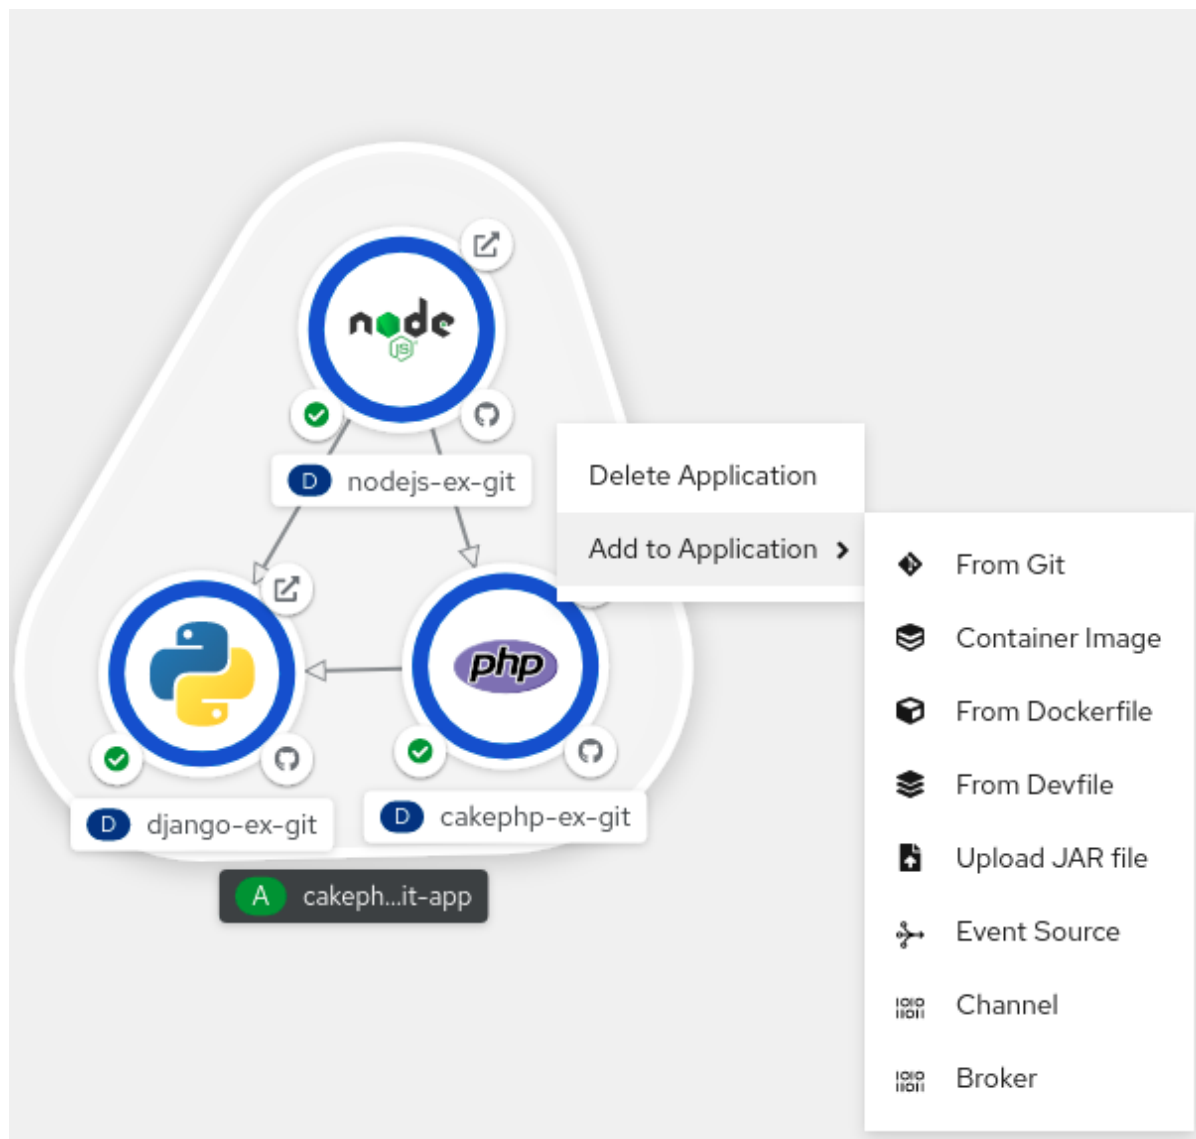 node
JS
D nodejs-ex-git
Delete Application
Add to Application
From Git
Container Image
From Dockerfile
From Devfile
Upload JAR file
Event Source
Channel
Broker
php
D django-ex-git
D cakephp-ex-git
A cakeph...it-app